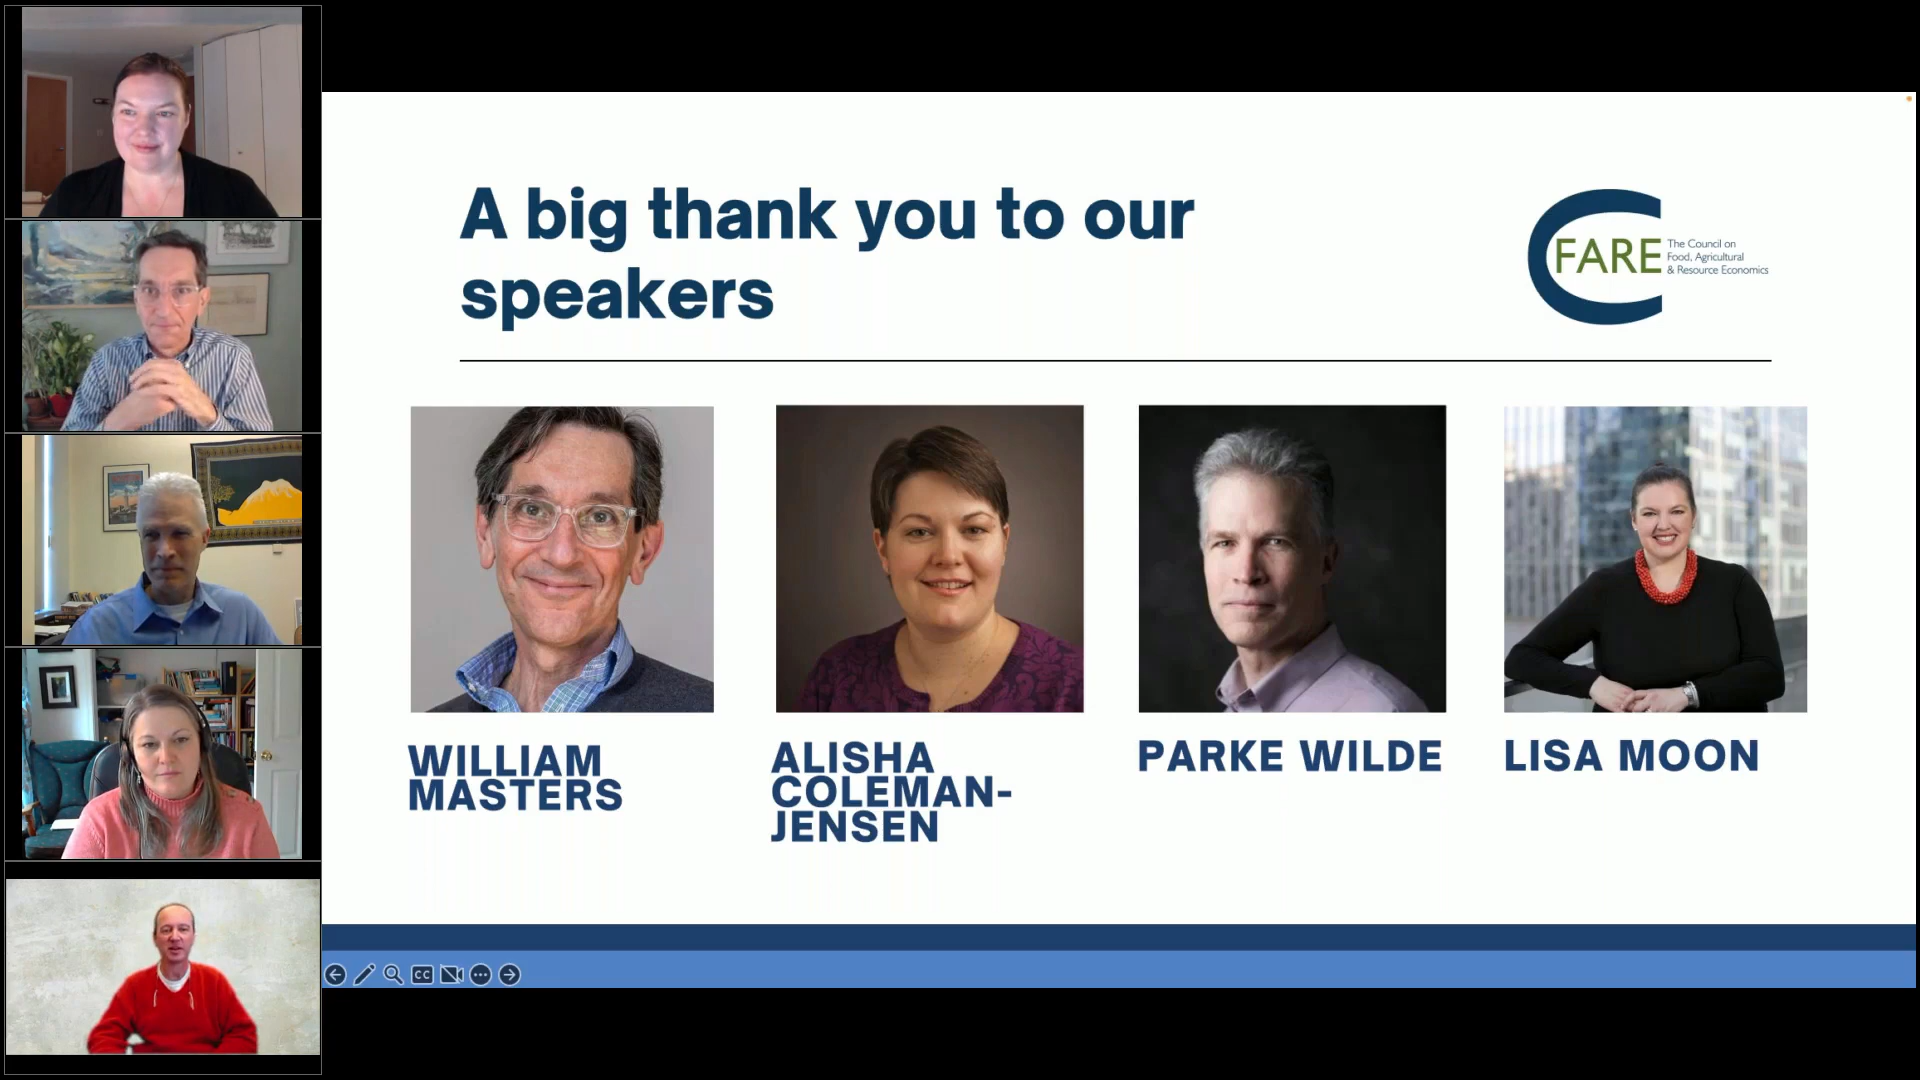 A big thank you to our
speakers
FARE
The Council on
Food, Agricultural
& Resource Economics
WILLIAM
MASTERS
ALISHA
COLEMAN-
JENSEN
PARKE WILDE
LISA MOON
CC